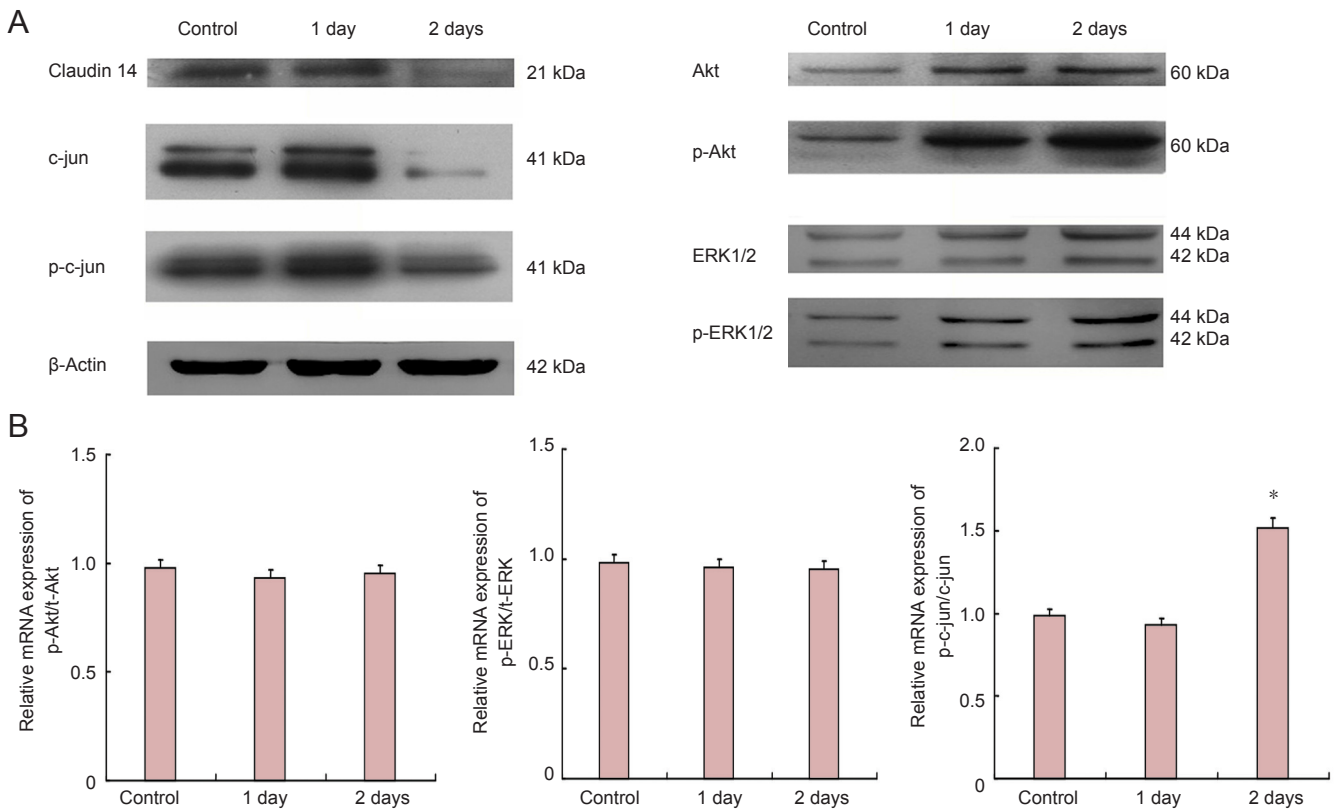 A
Control 1 day 2 days
Claudin 14 21 kDa
c-jun 41 kDa
p-c-jun 41 kDa
β-Actin 42 kDa
Control 1 day 2 days
Akt 60 kDa
p-Akt 60 kDa
ERK1/2 44 kDa
42 kDa
p-ERK1/2 44 kDa
42 kDa
B
Relative mRNA expression of
p-Akt/t-Akt
1.5
1.0
0.5
0
Control 1 day 2 days
Relative mRNA expression of
p-ERK/t-ERK
1.5
1.0
0.5
0
Control 1 day 2 days
Relative mRNA expression of
p-c-jun/c-jun
2.0
1.5
1.0
0.5
0
*
Control 1 day 2 days